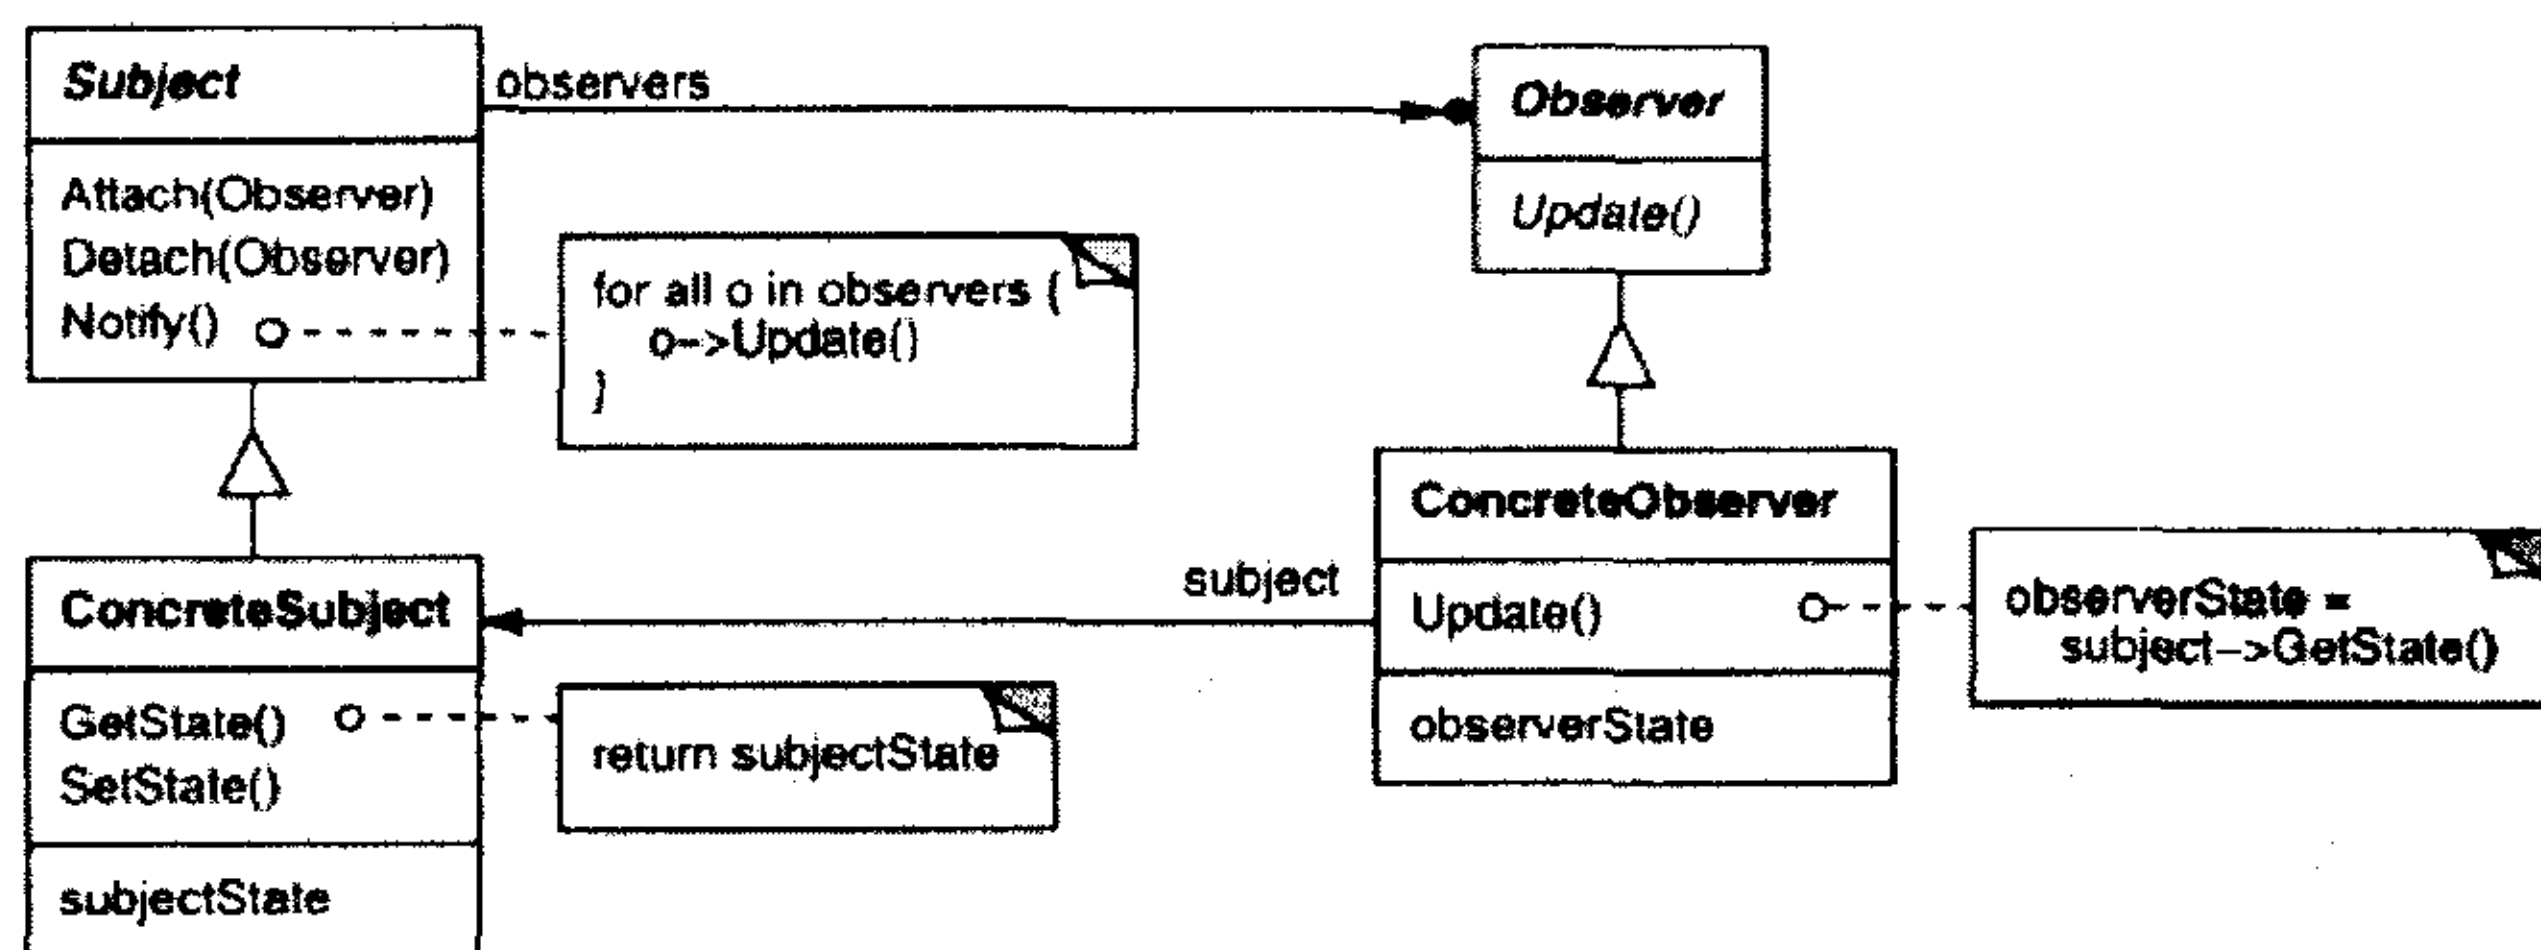 Subject
Attach(Observer)
Detach(Observer)
Notify()
observers
for all o in observers {
o->Update()
}
Observer
Update()
ConcreteSubject
GetState()
SetState()
subjectState
return subjectState
subject
ConcreteObserver
Update()
observerState
observerState =
subject->GetState()